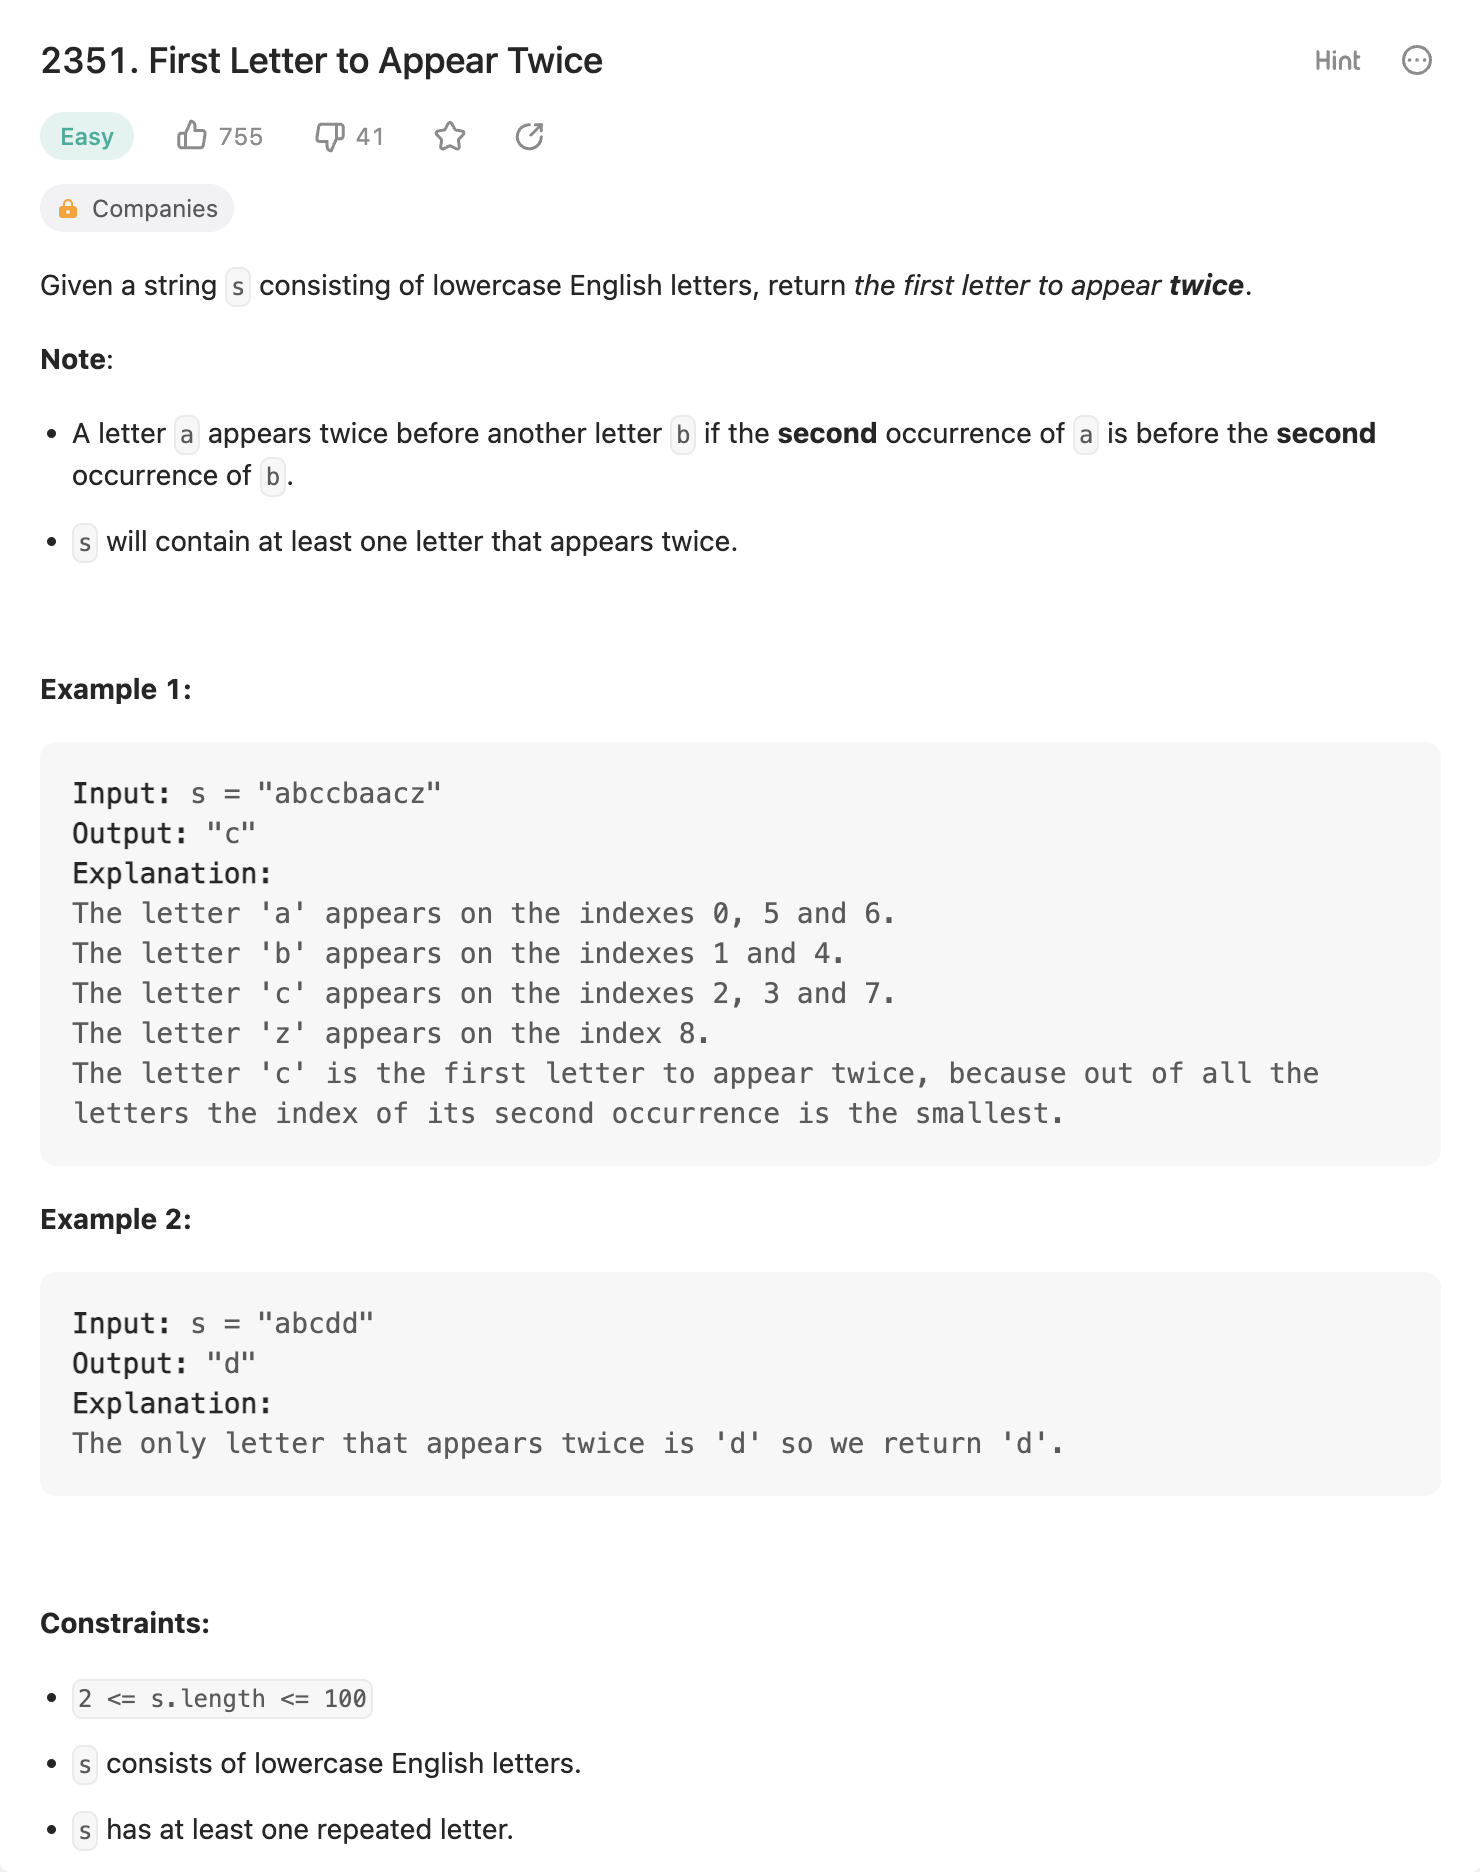 2351. First Letter to Appear Twice
Hint
Easy
755
41
Companies
Given a string s consisting of lowercase English letters, return the first letter to appear twice.
Note:
• A letter a appears twice before another letter b if the second occurrence of a is before the second
occurrence of b.
• s will contain at least one letter that appears twice.
Example 1:
Input: s = "abccbaacz"
Output: "c"
Explanation:
The letter 'a' appears on the indexes 0, 5 and 6.
The letter 'b' appears on the indexes 1 and 4.
The letter 'c' appears on the indexes 2, 3 and 7.
The letter 'z' appears on the index 8.
The letter 'c' is the first letter to appear twice, because out of all the
letters the index of its second occurrence is the smallest.
Example 2:
Input: s = "abcdd"
Output: "d"
Explanation:
The only letter that appears twice is 'd' so we return 'd'.
Constraints:
• 2 <= s.length <= 100
• s consists of lowercase English letters.
• s has at least one repeated letter.